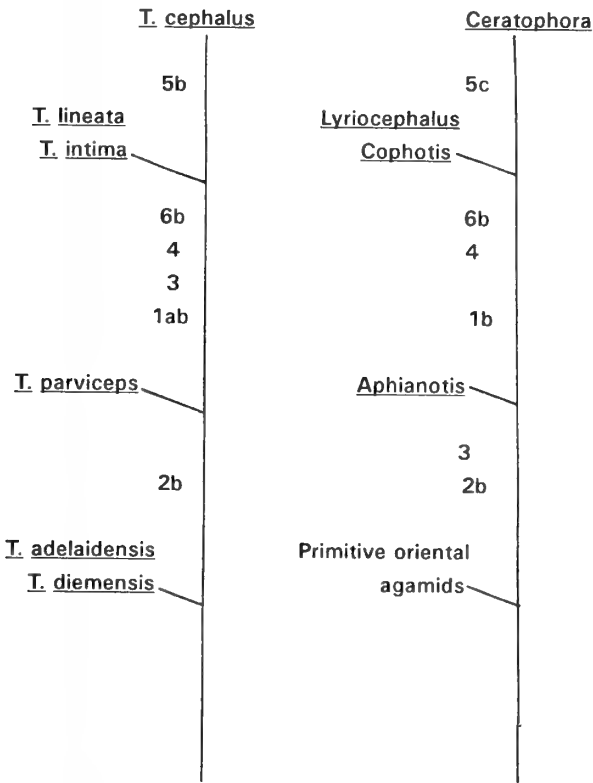 T. cephalus
5b
T. lineata
T. intima
6b
4
3
1ab
T. parviceps
2b
T. adelaidensis
T. diemensis
Ceratophora
5c
Lyriocephalus
Cophotis
6b
4
1b
Aphianotis
3
2b
Primitive oriental
agamids